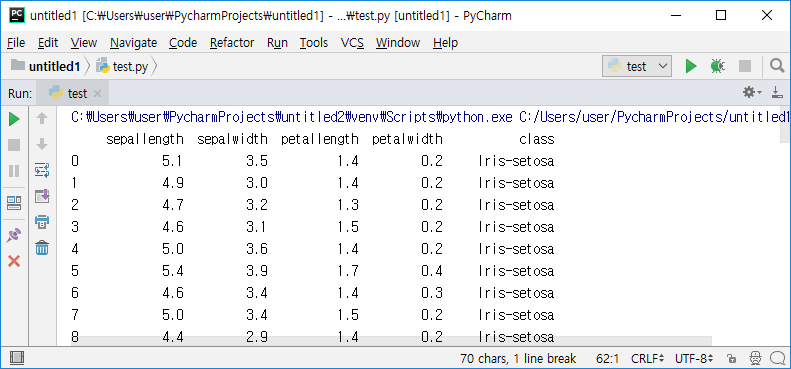 PC untitled1 [C:₩Users₩user₩PycharmProjects₩untitled1] - ...₩test.py [untitled1] - PyCharm
File Edit View Navigate Code Refactor Run Tools VCS Window Help
untitled1 test.py test
Run: test
C:₩Users₩user₩PycharmProjects₩untitled2₩venv₩Scripts₩python.exe C:/Users/user/PycharmProjects/untitled1
sepallength sepalwidth petallength petalwidth class
0 5.1 3.5 1.4 0.2 Iris-setosa
1 4.9 3.0 1.4 0.2 Iris-setosa
2 4.7 3.2 1.3 0.2 Iris-setosa
3 4.6 3.1 1.5 0.2 Iris-setosa
4 5.0 3.6 1.4 0.2 Iris-setosa
5 5.4 3.9 1.7 0.4 Iris-setosa
6 4.6 3.4 1.4 0.3 Iris-setosa
7 5.0 3.4 1.5 0.2 Iris-setosa
8 4.4 2.9 1.4 0.2 Iris-setosa
70 chars, 1 line break 62:1 CRLF UTF-8